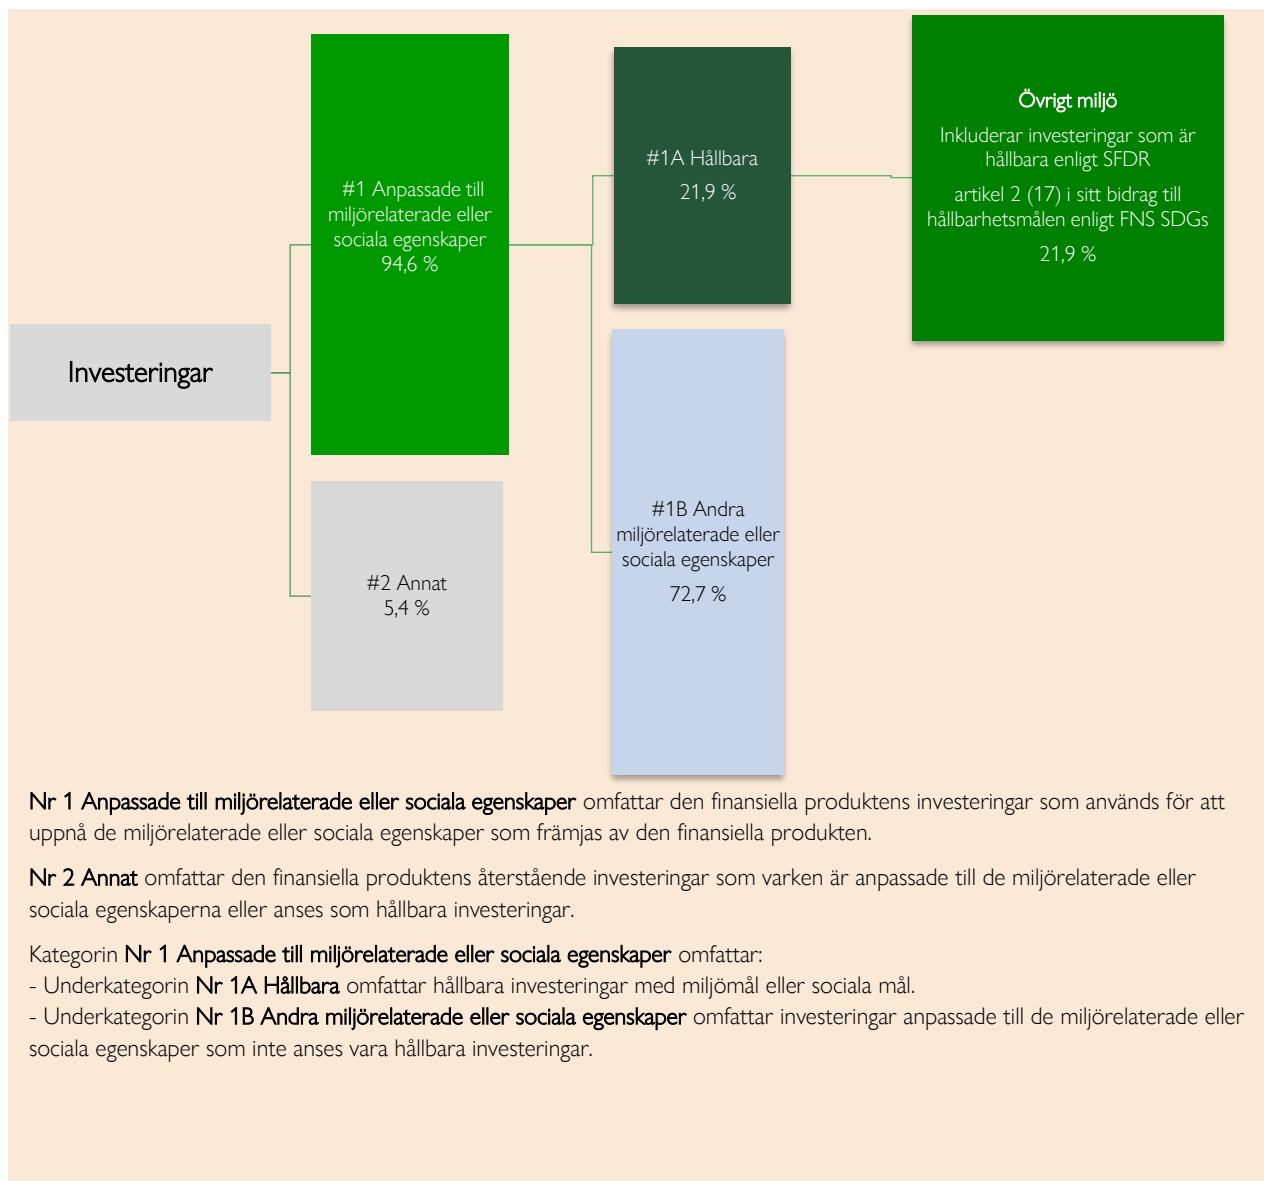 Investeringar
#1 Anpassade till
miljörelaterade eller
sociala egenskaper
94,6 %
#2 Annat
5,4 %
#1A Hållbara
21,9 %
#1B Andra
miljörelaterade eller
sociala egenskaper
72,7 %
Övrigt miljö
Inkluderar investeringar som är
hållbara enligt SFDR
artikel 2 (17) i sitt bidrag till
hållbarhetsmålen enligt FNS SDGs
21,9 %
Nr 1 Anpassade till miljörelaterade eller sociala egenskaper omfattar den finansiella produktens investeringar som används för att
uppnå de miljörelaterade eller sociala egenskaper som främjas av den finansiella produkten.
Nr 2 Annat omfattar den finansiella produktens återstående investeringar som varken är anpassade till de miljörelaterade eller
sociala egenskaperna eller anses som hållbara investeringar.
Kategorin Nr 1 Anpassade till miljörelaterade eller sociala egenskaper omfattar:
- Underkategorin Nr 1A Hållbara omfattar hållbara investeringar med miljömål eller sociala mål.
- Underkategorin Nr 1B Andra miljörelaterade eller sociala egenskaper omfattar investeringar anpassade till de miljörelaterade eller
sociala egenskaper som inte anses vara hållbara investeringar.